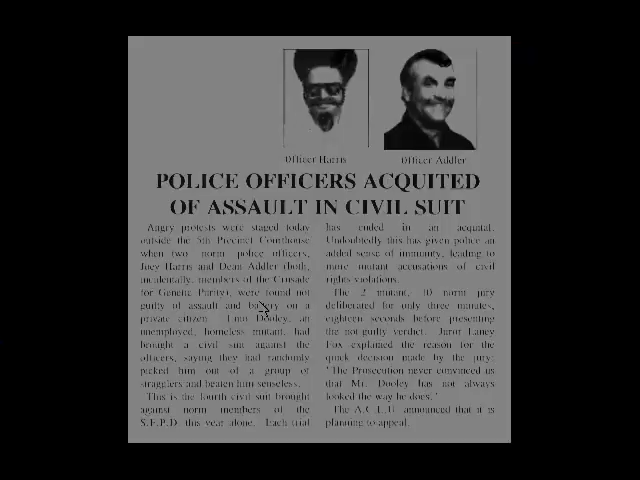 Officer Harris
Officer Addler
POLICE OFFICERS ACQUITED
OF ASSAULT IN CIVIL SUIT
Angry protests were staged today
outside the 5th Precinct Courthouse
when two norm police officers,
Joey Harris and Dean Addler (both,
incidentally, members of the Crusade
for Genetic Purity), were found not
guilty of assault and battery on a
private citizen. Lino Dooley, an
unemployed, homeless mutant, had
brought a civil suit against the
officers, saying they had randomly
picked him out of a group of
stragglers and beaten him senseless.
This is the fourth civil suit brought
against norm members of the
S.F.P.D. this year alone. Each trial
has ended in an acquital.
Undoubtedly this has given police an
added sense of immunity, leading to
more mutant accusations of civil
rights violations.
The 2 mutant, 10 norm jury
deliberated for only three minutes,
eighteen seconds before presenting
the not-guilty verdict. Juror Laney
Fox explained the reason for the
quick decision made by the jury:
"The Prosecution never convinced us
that Mr. Dooley has not always
looked the way he does."
The A.C.L.U. announced that it is
planning to appeal.